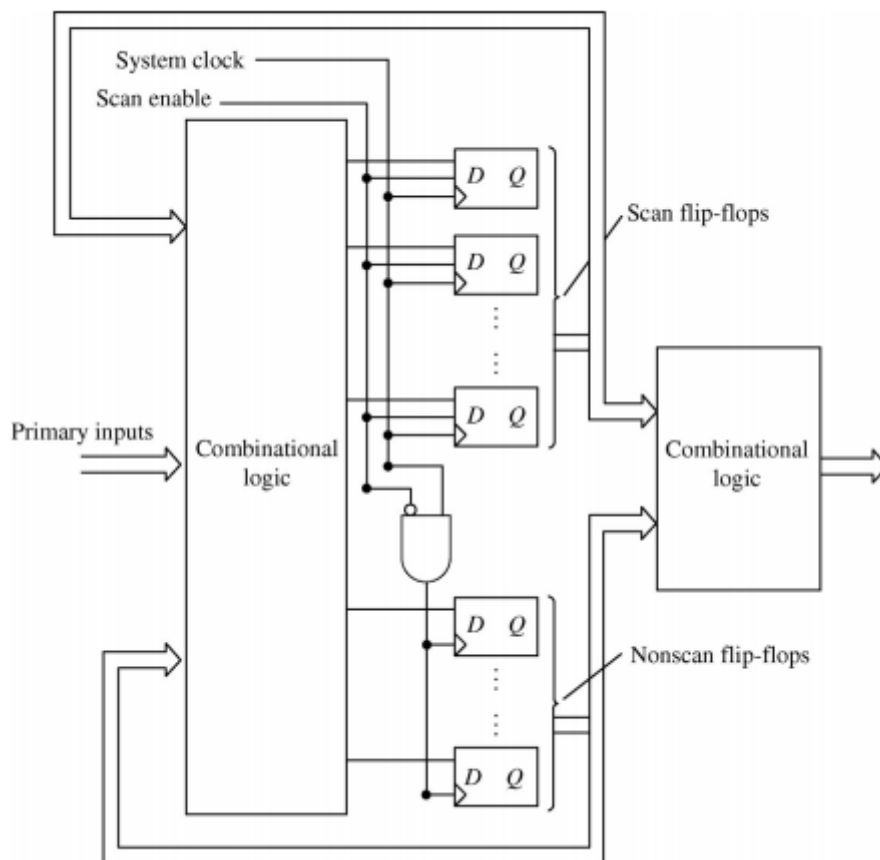 System clock
Scan enable
D Q
Scan flip-flops
D Q
D Q
Primary inputs
Combinational
logic
Combinational
logic
D Q
Nonscan flip-flops
D Q